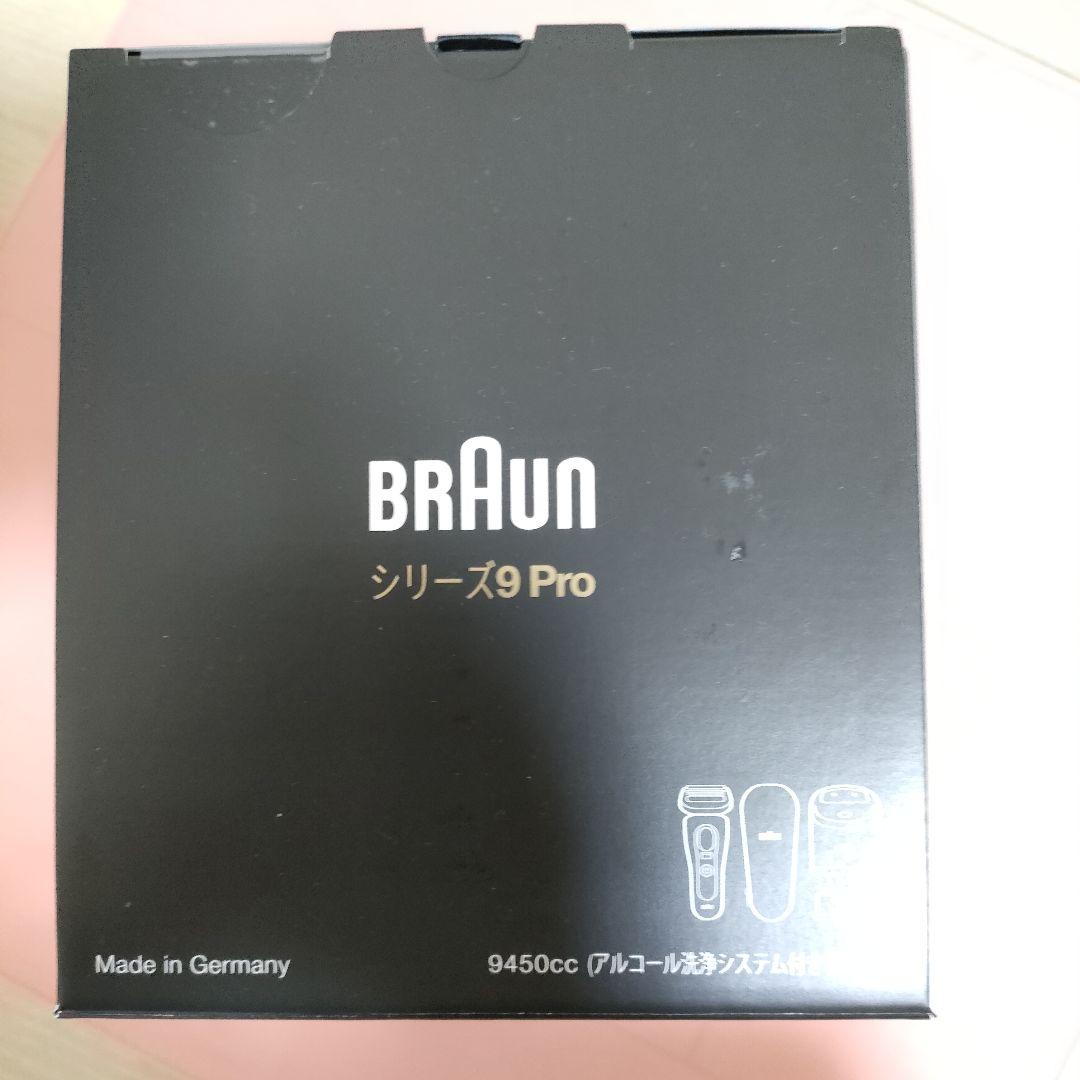 BRAUN
シリーズ9 Pro
Made in Germany
9450cc (アルコール洗浄システム付き